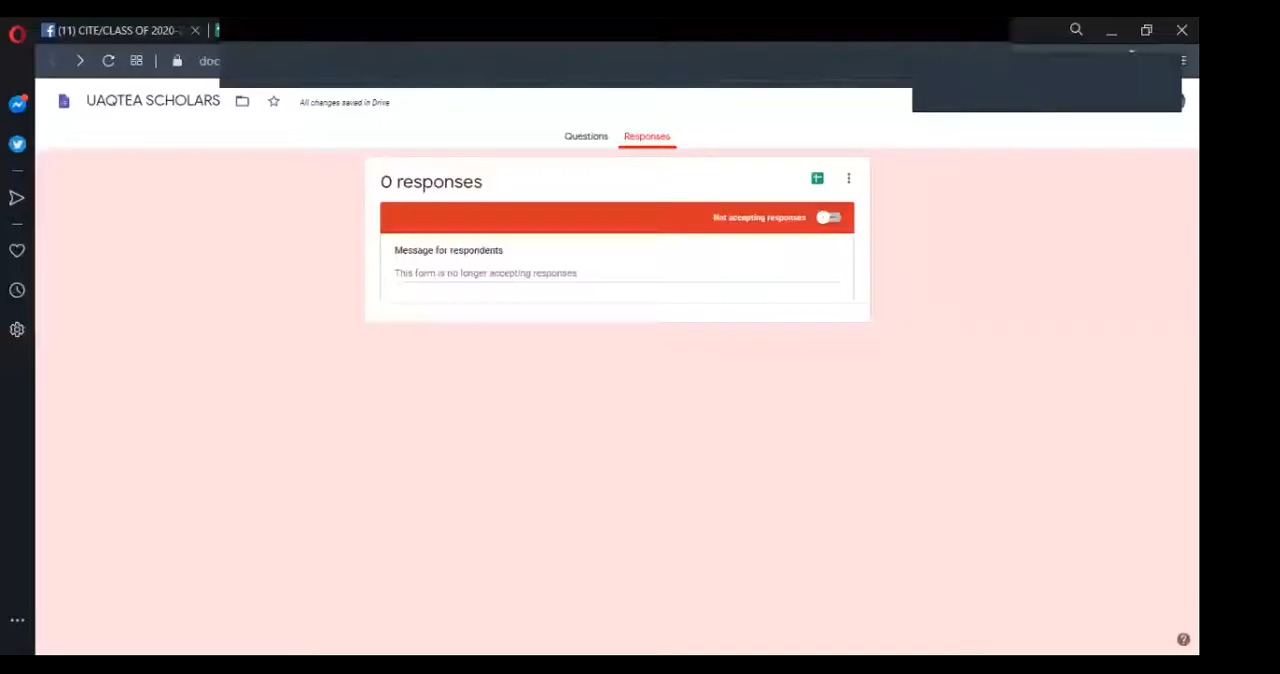 (11) CITE/CLASS OF 2020-
doc
UAQTEA SCHOLARS
All changes saved in Drive
Questions
Responses
0 responses
Not accepting responses
Message for respondents
This form is no longer accepting responses